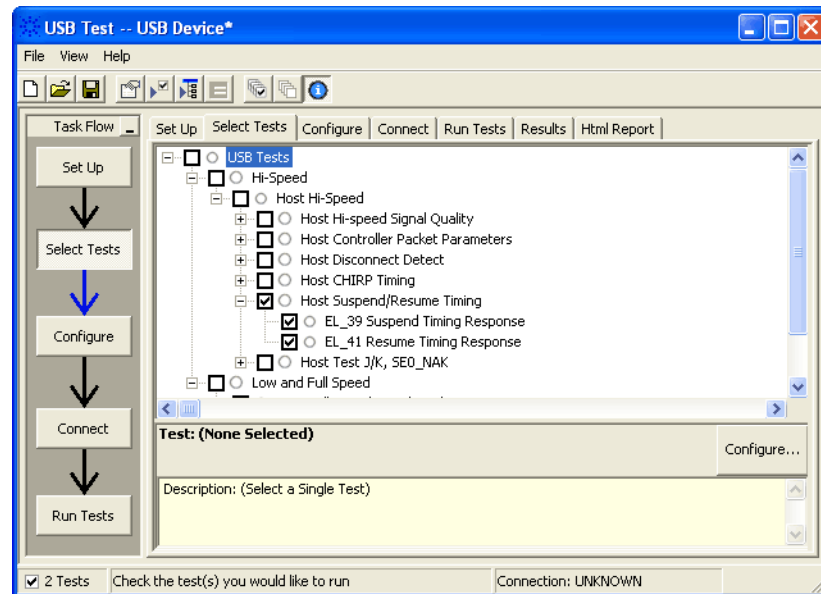 USB Test -- USB Device*
File View Help
Task Flow
Set Up
Select Tests
Configure
Connect
Run Tests
Set Up Select Tests Configure Connect Run Tests Results Html Report
USB Tests
Hi-Speed
Host Hi-Speed
Host Hi-speed Signal Quality
Host Controller Packet Parameters
Host Disconnect Detect
Host CHIRP Timing
Host Suspend/Resume Timing
EL_39 Suspend Timing Response
EL_41 Resume Timing Response
Host Test J/K, SE0_NAK
Low and Full Speed
Test: (None Selected)
Configure...
Description: (Select a Single Test)
2 Tests Check the test(s) you would like to run Connection: UNKNOWN